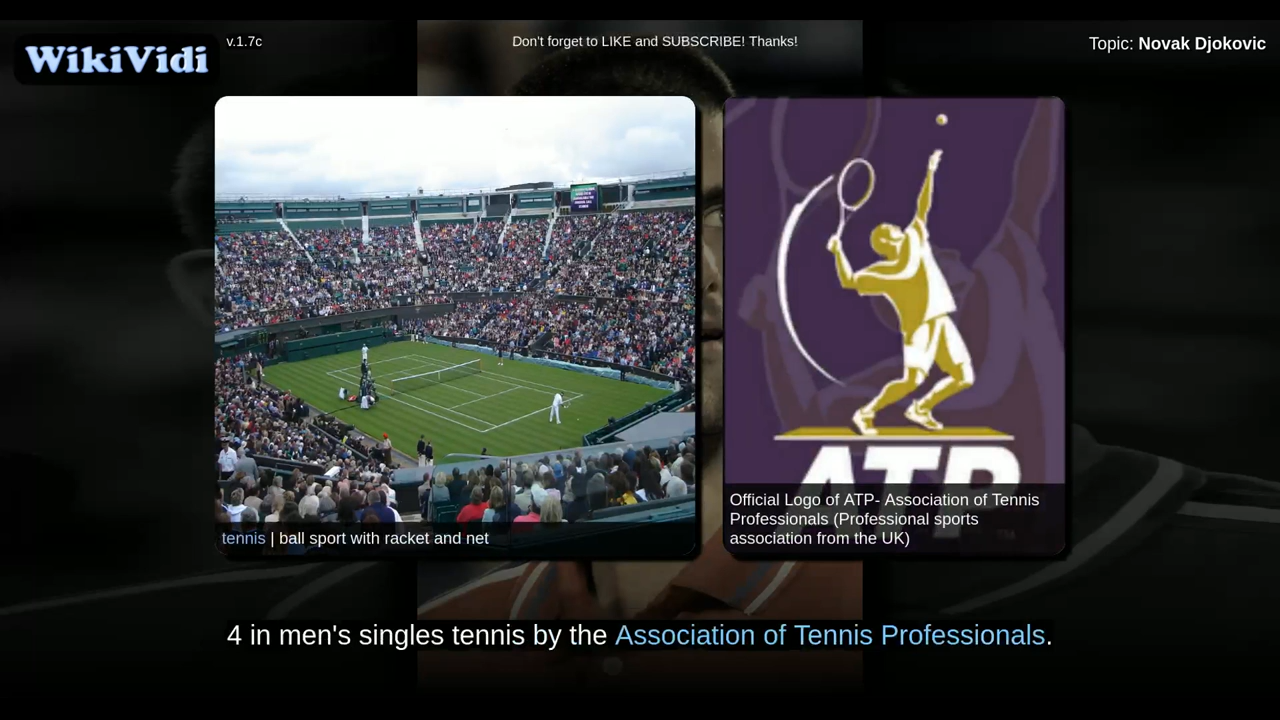 WikiVidi
v.1.7c
Don't forget to LIKE and SUBSCRIBE! Thanks!
Topic: Novak Djokovic
ATP
tennis | ball sport with racket and net
Official Logo of ATP- Association of Tennis
Professionals (Professional sports
association from the UK)
4 in men's singles tennis by the Association of Tennis Professionals.